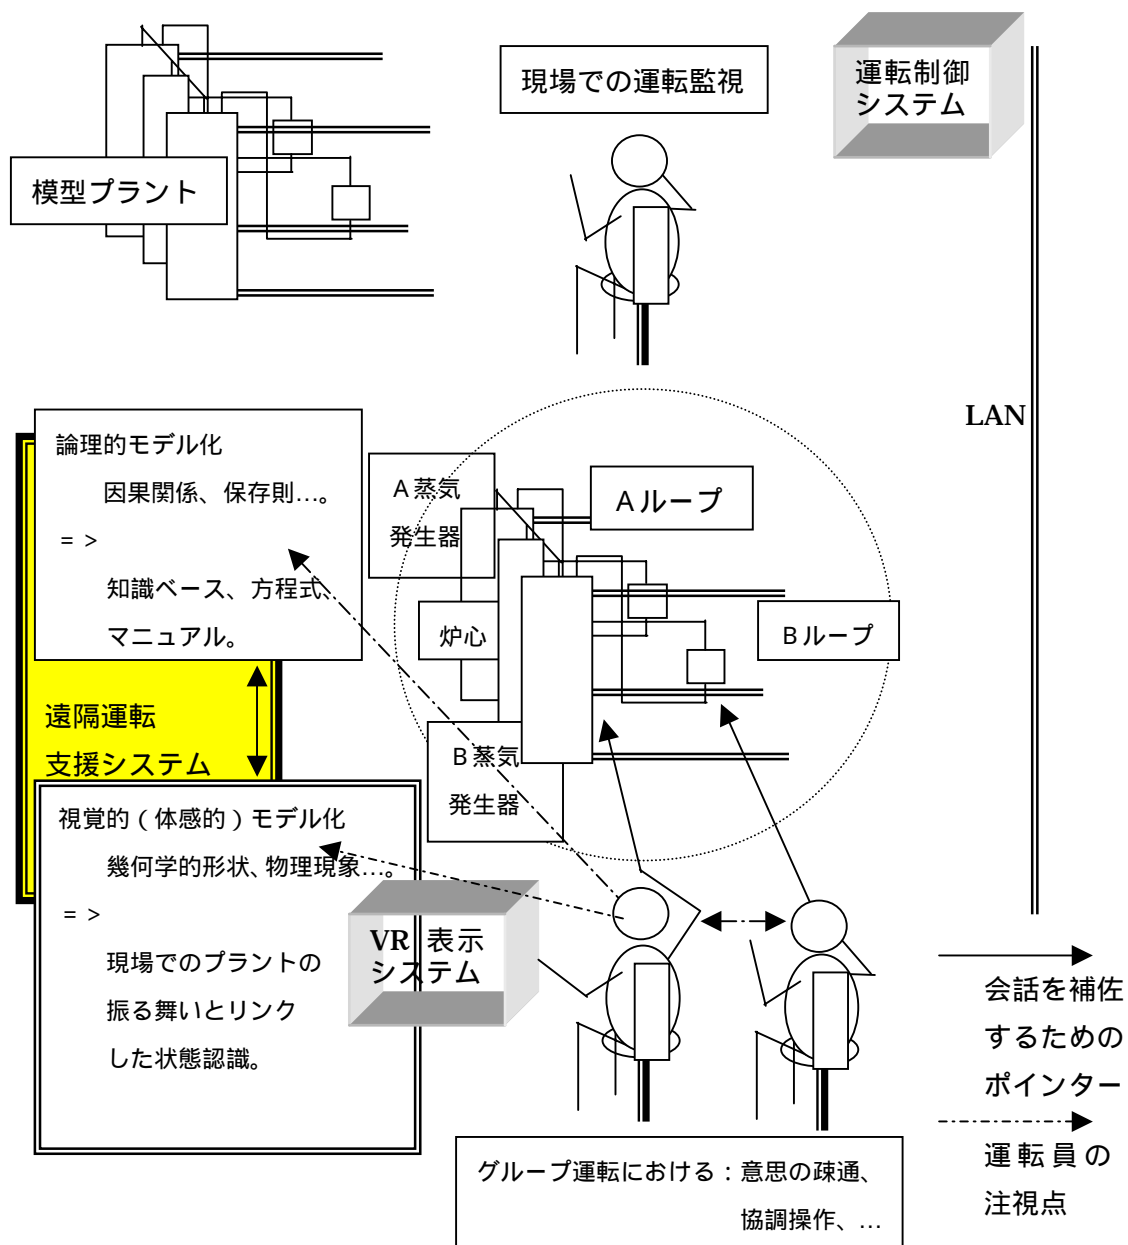 現場での運転監視
運転制御
システム
模型プラント
LAN
論理的モデル化
因果関係、保存則…。
=>
知識ベース、方程式、
マニュアル。
A蒸気
発生器
Aループ
炉心
Bループ
B蒸気
発生器
遠隔運転
支援システム
視覚的(体感的)モデル化
幾何学的形状、物理現象…。
=>
現場でのプラントの
振る舞いとリンク
した状態認識。
VR 表示
システム
会話を補佐
するための
ポインター
運転員の
注視点
グループ運転における:意思の疎通、
協調操作、…